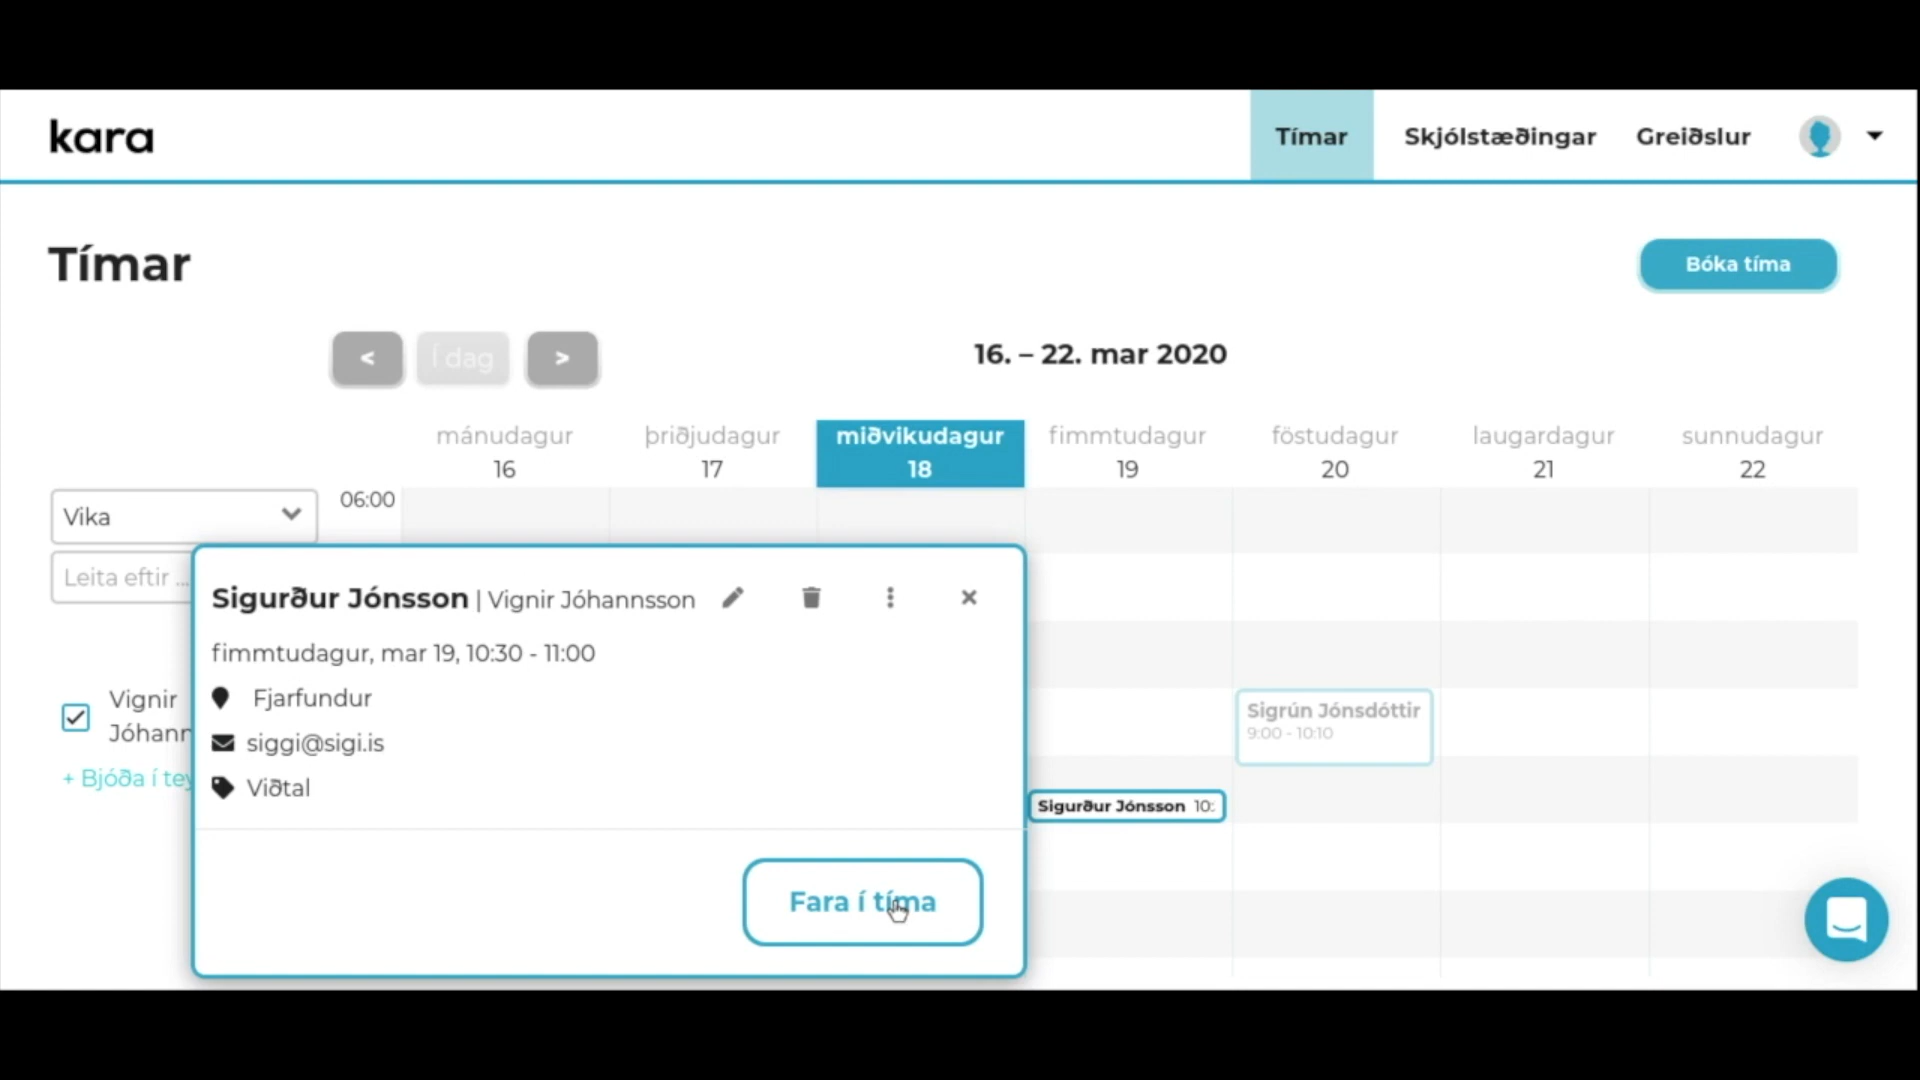 kara
Tímar
Skjólstæðingar
Greiðslur
Tímar
Bóka tíma
<
Í dag
>
16. – 22. mar 2020
mánudagur
16
þriðjudagur
17
miðvikudagur
18
fimmtudagur
19
föstudagur
20
laugardagur
21
sunnudagur
22
Vika
06:00
Leita eftir ...
Sigurður Jónsson | Vignir Jóhannsson
fimmtudagur, mar 19, 10:30 - 11:00
Fjarfundur
siggi@sigi.is
Viðtal
Fara í tíma
Vignir
Jóhann
+ Bjóða í tey
Sigrún Jónsdóttir
9:00 - 10:10
Sigurður Jónsson 10: